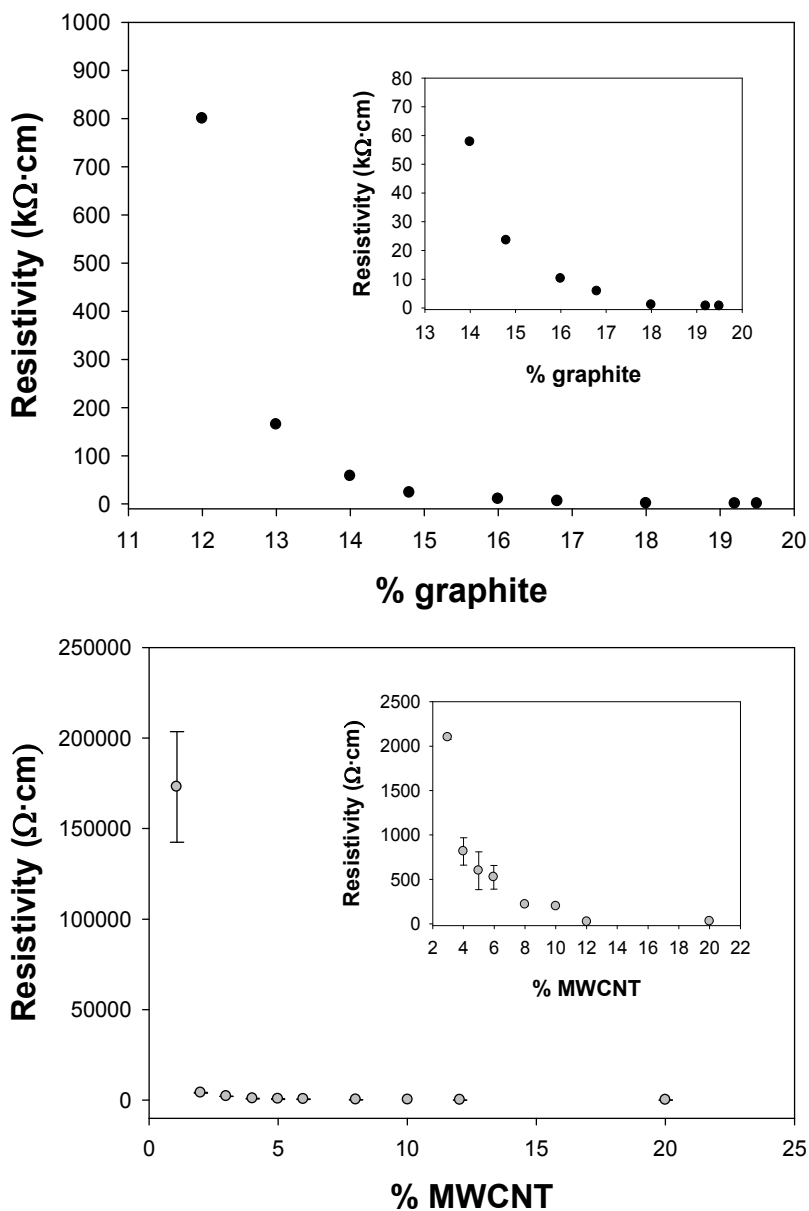 1000
900
800
700
600
500
400
300
200
100
0
Resistivity (kΩ·cm)
11 12 13 14 15 16 17 18 19 20
% graphite
80
70
60
50
40
30
20
10
0
Resistivity (kΩ·cm)
13 14 15 16 17 18 19 20
% graphite
250000
200000
150000
100000
50000
0
Resistivity (Ω·cm)
0 5 10 15 20 25
% MWCNT
2500
2000
1500
1000
500
0
Resistivity (Ω·cm)
2 4 6 8 10 12 14 16 18 20 22
% MWCNT